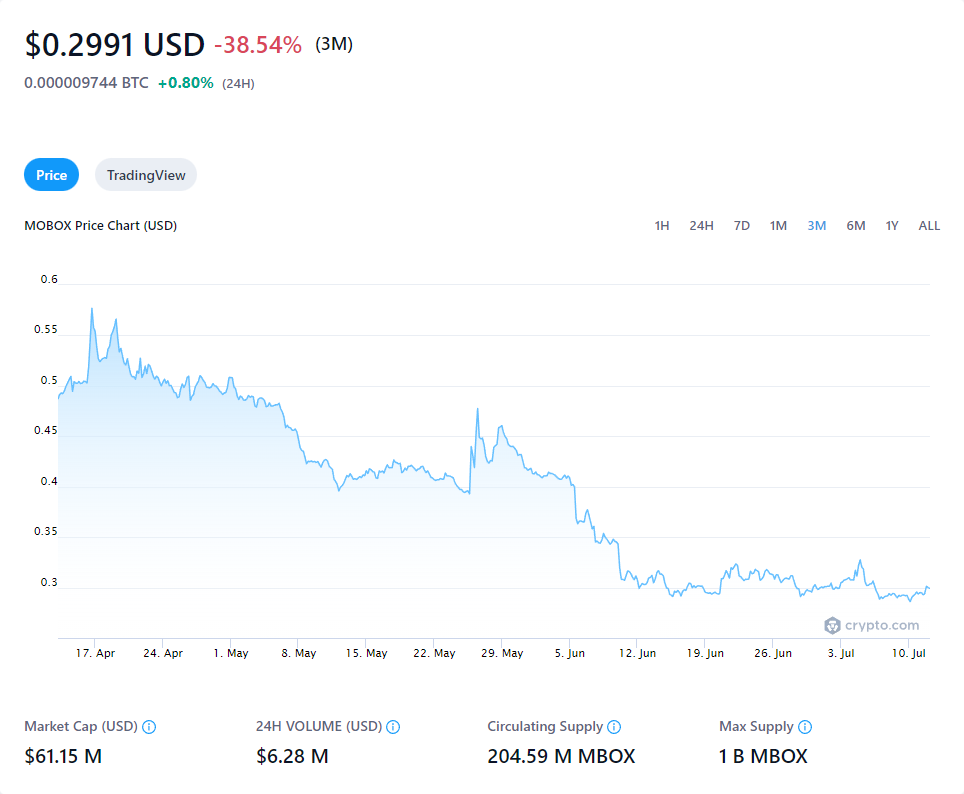 $0.2991 USD -38.54% (3M)
0.000009744 BTC +0.80% (24H)
Price TradingView
MOBOX Price Chart (USD) 1H 24H 7D 1M 3M 6M 1Y ALL
0.6
0.55
0.5
0.45
0.4
0.35
0.3
crypto.com
17. Apr 24. Apr 1. May 8. May 15. May 22. May 29. May 5. Jun 12. Jun 19. Jun 26. Jun 3. Jul 10. Jul
Market Cap (USD) 24H VOLUME (USD) Circulating Supply Max Supply
$61.15 M $6.28 M 204.59 M MBOX 1 B MBOX